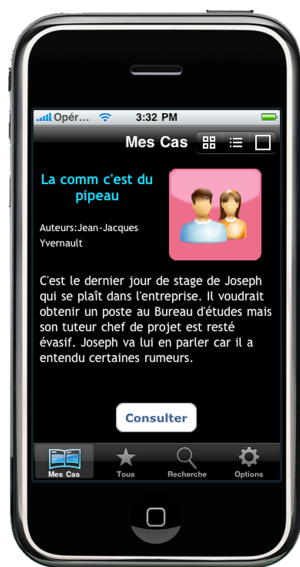 Opér... 3:32 PM
Mes Cas
La comm c'est du
pipeau
Auteurs:Jean-Jacques
Yvernault
C'est le dernier jour de stage de Joseph
qui se plaît dans l'entreprise. Il voudrait
obtenir un poste au Bureau d'études mais
son tuteur chef de projet est resté
évasif. Joseph va lui en parler car il a
entendu certaines rumeurs.
Consulter
Mes Cas Tous Recherche Options